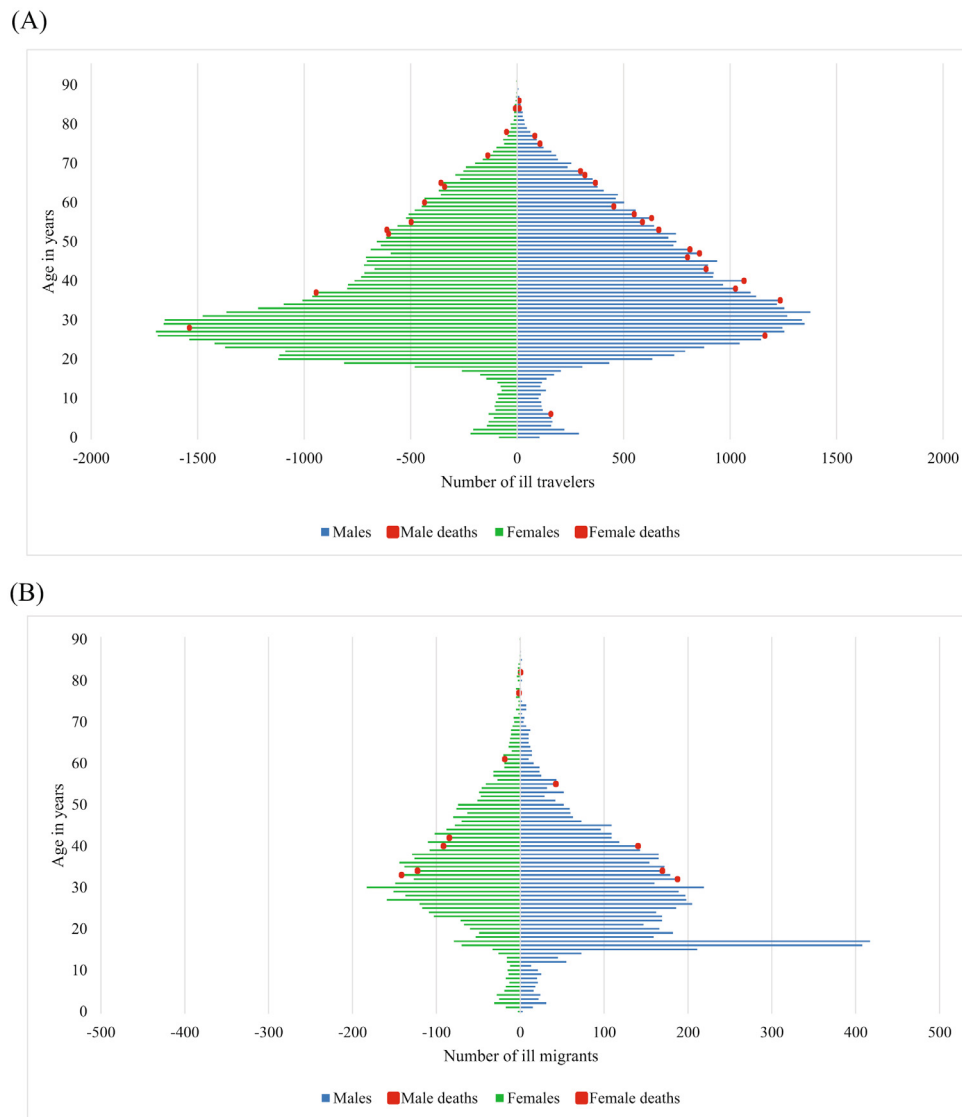 (A)
90
80
70
60
50
40
30
20
10
0
Age in years
-2000 -1500 -1000 -500 0 500 1000 1500 2000
Number of ill travelers
Males Male deaths Females Female deaths
(B)
90
80
70
60
50
40
30
20
10
0
Age in years
-500 -400 -300 -200 -100 0 100 200 300 400 500
Number of ill migrants
Males Male deaths Females Female deaths